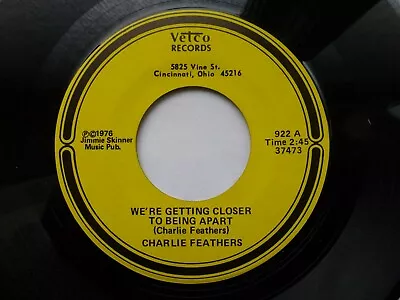 Vetco
RECORDS
5825 Vine St.
Cincinnati, Ohio 45216
℗©1976
Jimmie Skinner
Music Pub.
922 A
Time 2:45
37473
WE'RE GETTING CLOSER
TO BEING APART
(Charlie Feathers)
CHARLIE FEATHERS